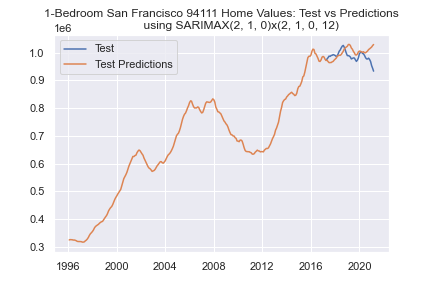 1-Bedroom San Francisco 94111 Home Values: Test vs Predictions
using SARIMAX(2, 1, 0)x(2, 1, 0, 12)
1e6
Test
Test Predictions
1.0
0.9
0.8
0.7
0.6
0.5
0.4
0.3
1996 2000 2004 2008 2012 2016 2020